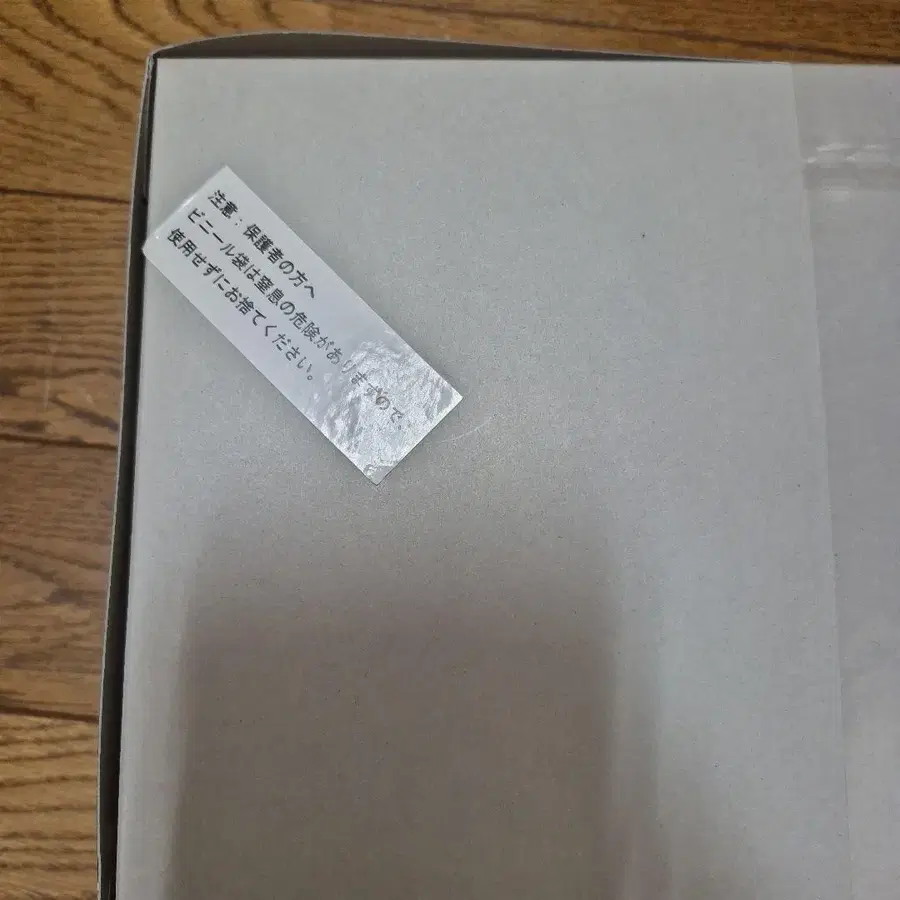 注意：保護者の方へ
ビニール袋は窒息の危険がありますので、
使用せずにお捨てください。